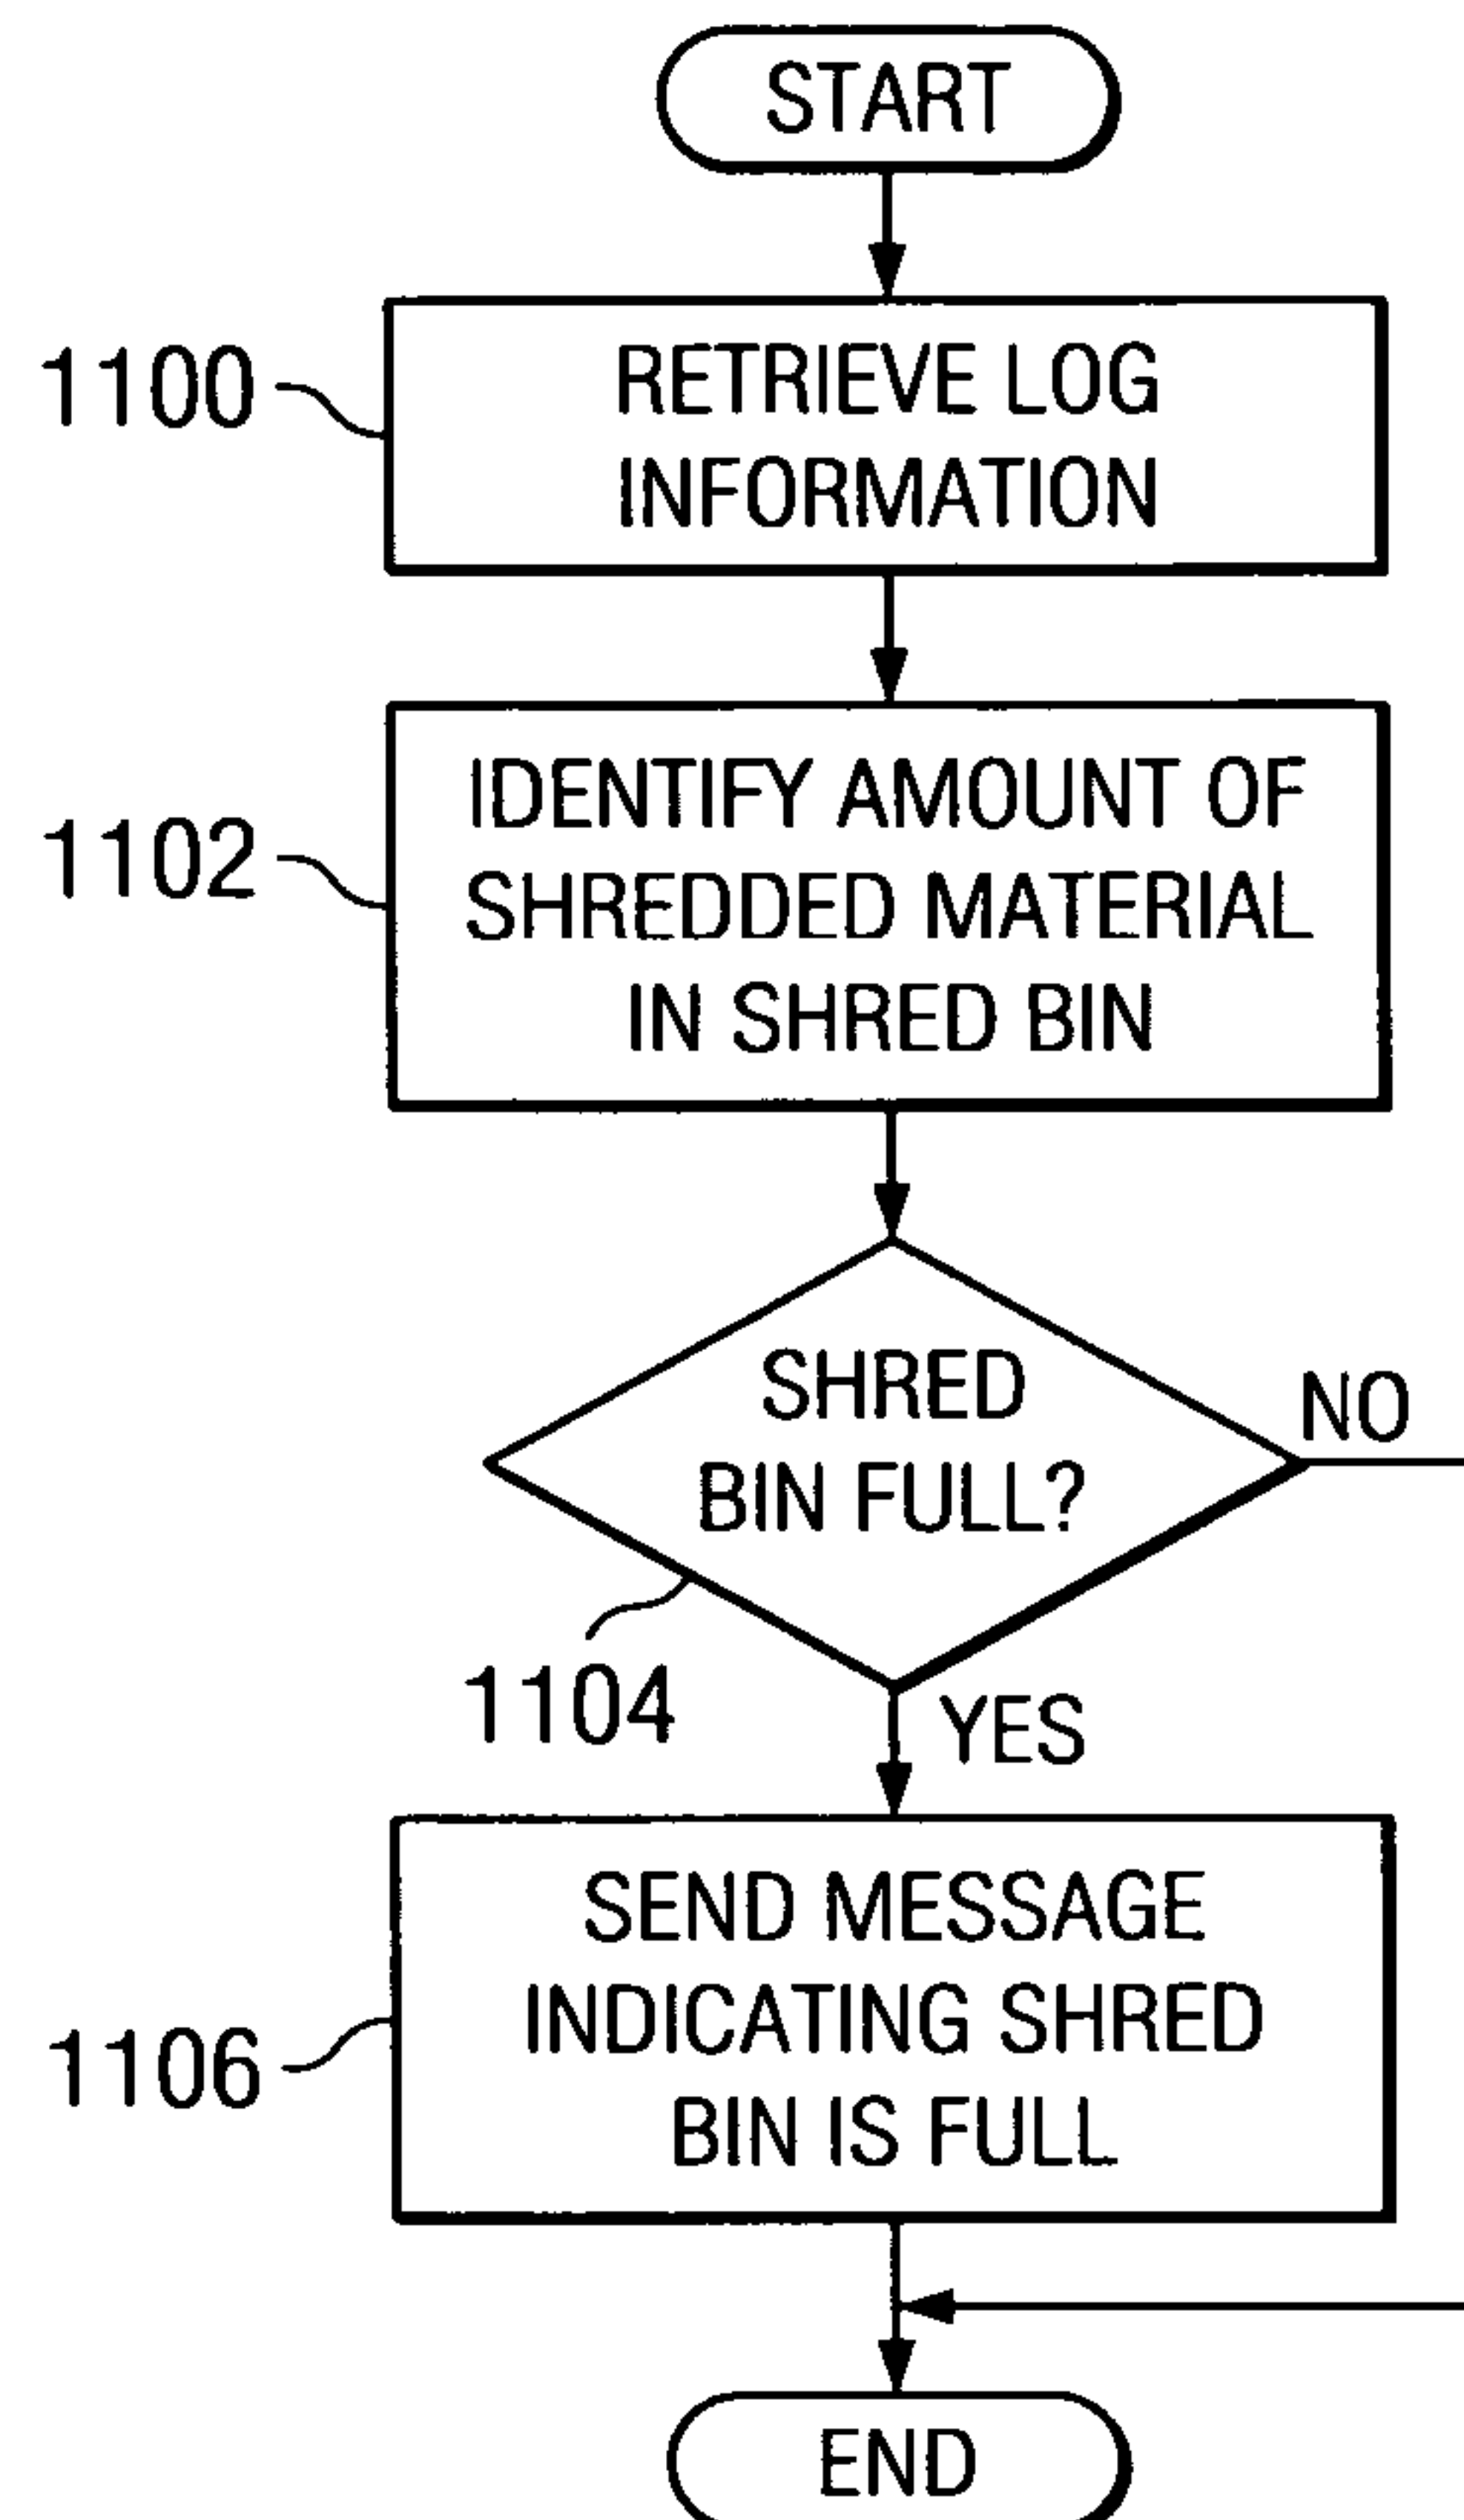 START
1100
RETRIEVE LOG
INFORMATION
1102
IDENTIFY AMOUNT OF
SHREDDED MATERIAL
IN SHRED BIN
SHRED
BIN FULL?
NO
1104
YES
1106
SEND MESSAGE
INDICATING SHRED
BIN IS FULL
END